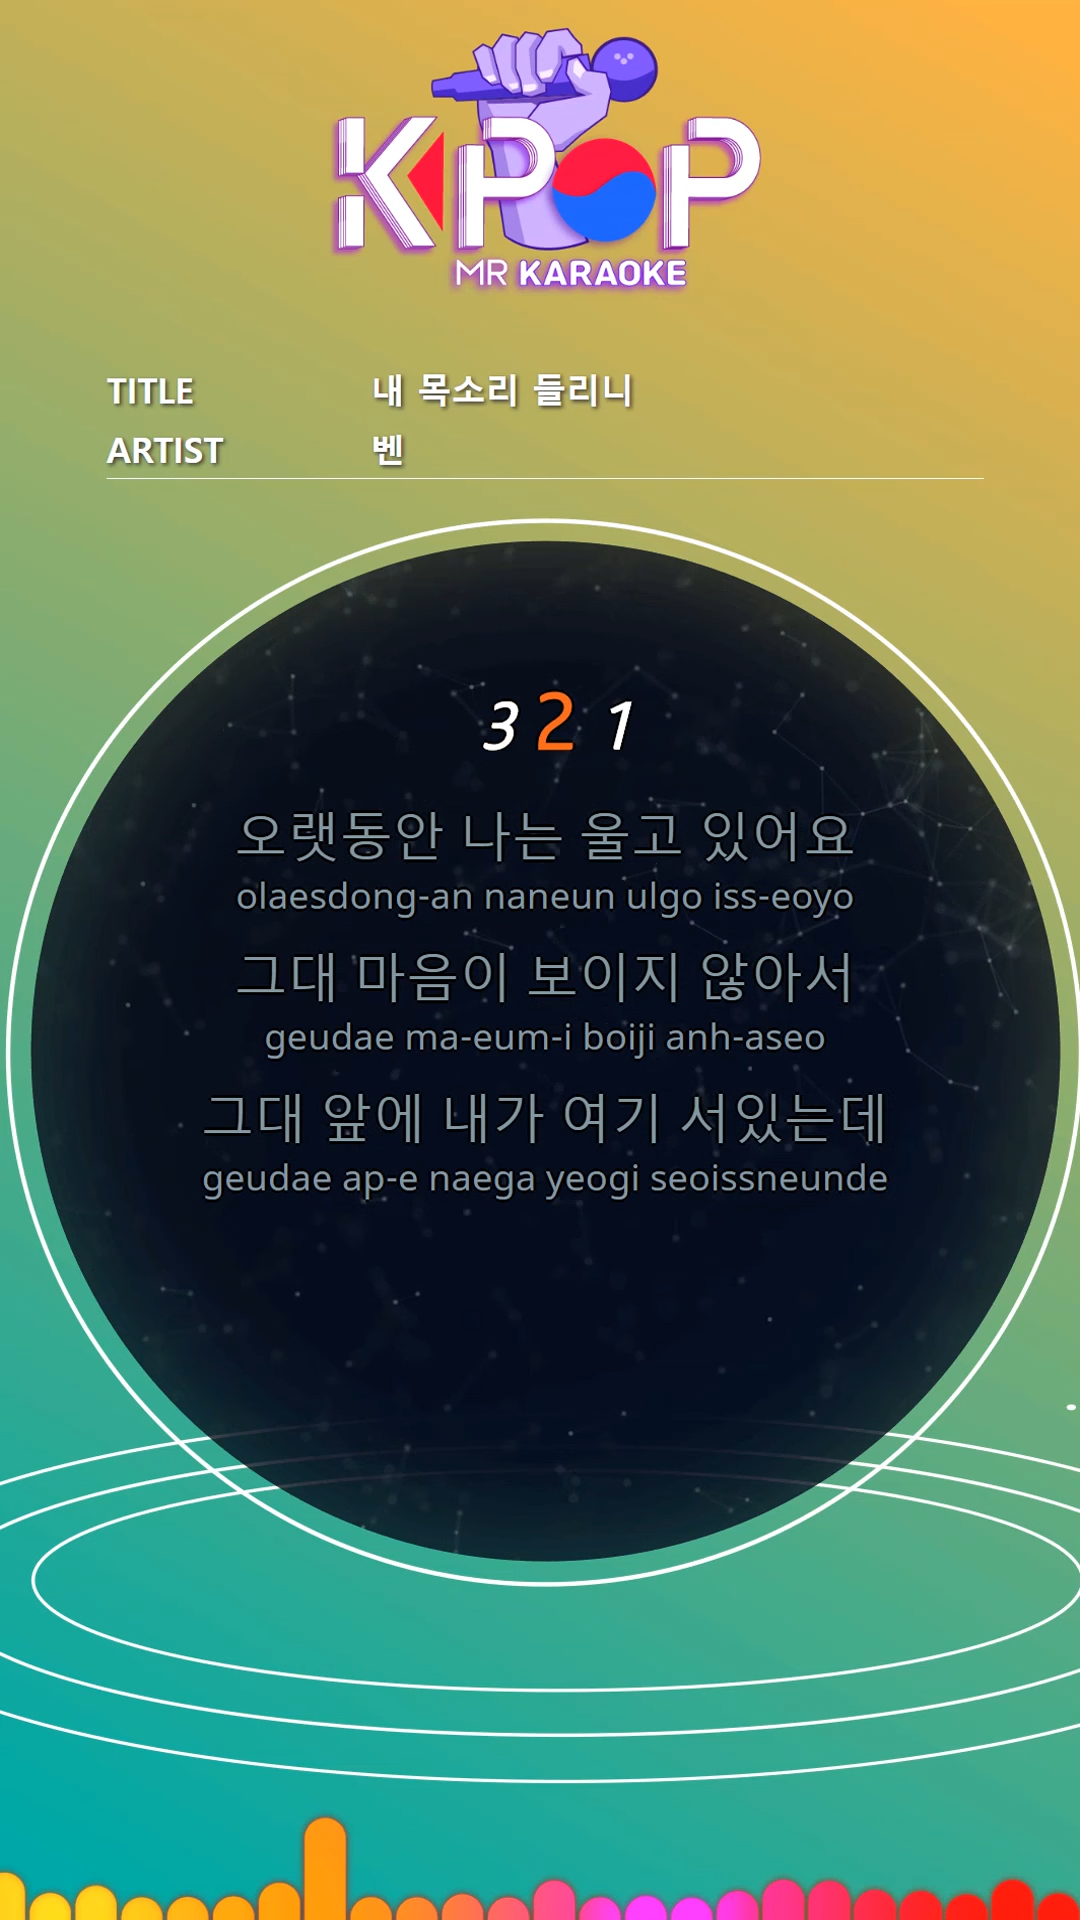 KPOP
MR KARAOKE
TITLE 내 목소리 들리니
ARTIST 벤
3 2 1
오랫동안 나는 울고 있어요
olaesdong-an naneun ulgo iss-eoyo
그대 마음이 보이지 않아서
geudae ma-eum-i boiji anh-aseo
그대 앞에 내가 여기 서있는데
geudae ap-e naega yeogi seoissneunde